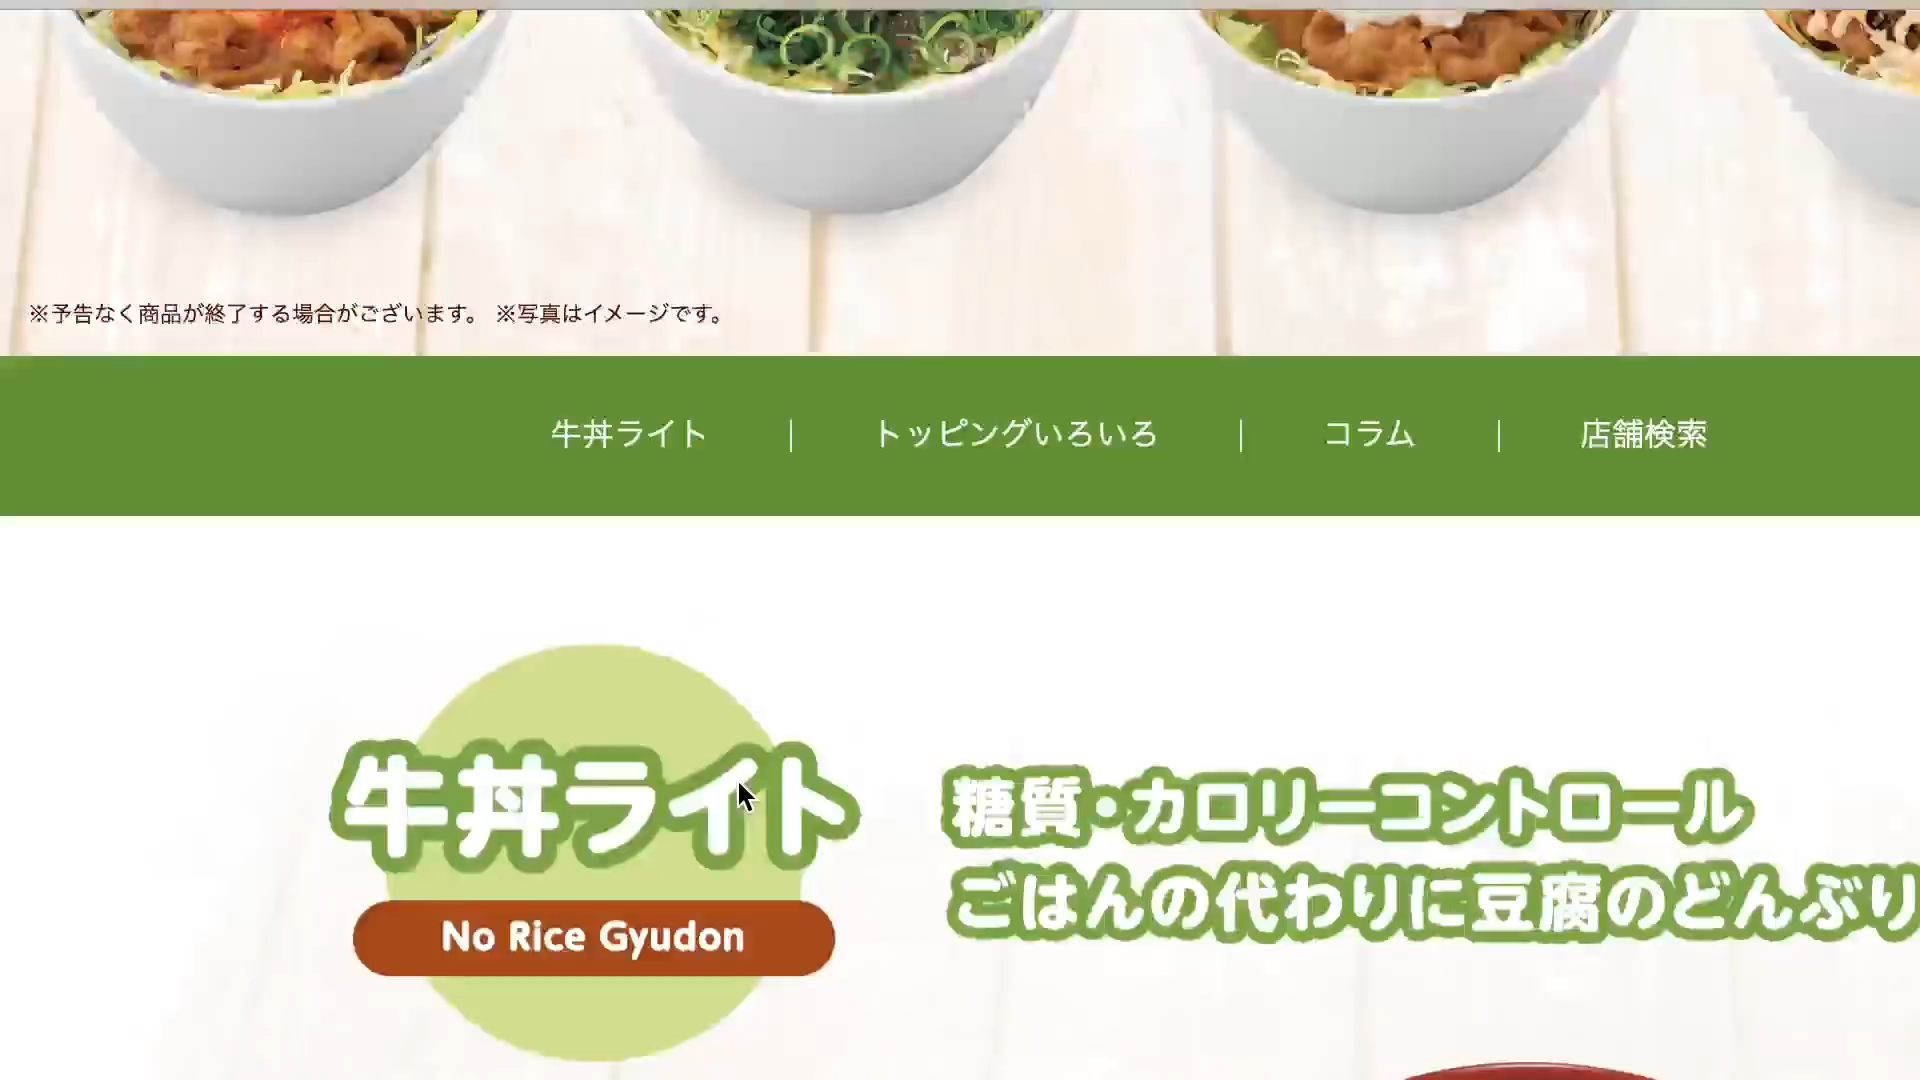 ※予告なく商品が終了する場合がございます。 ※写真はイメージです。
牛丼ライト | トッピングいろいろ | コラム | 店舗検索
牛丼ライト
No Rice Gyudon
糖質・カロリーコントロール
ごはんの代わりに豆腐のどんぶり